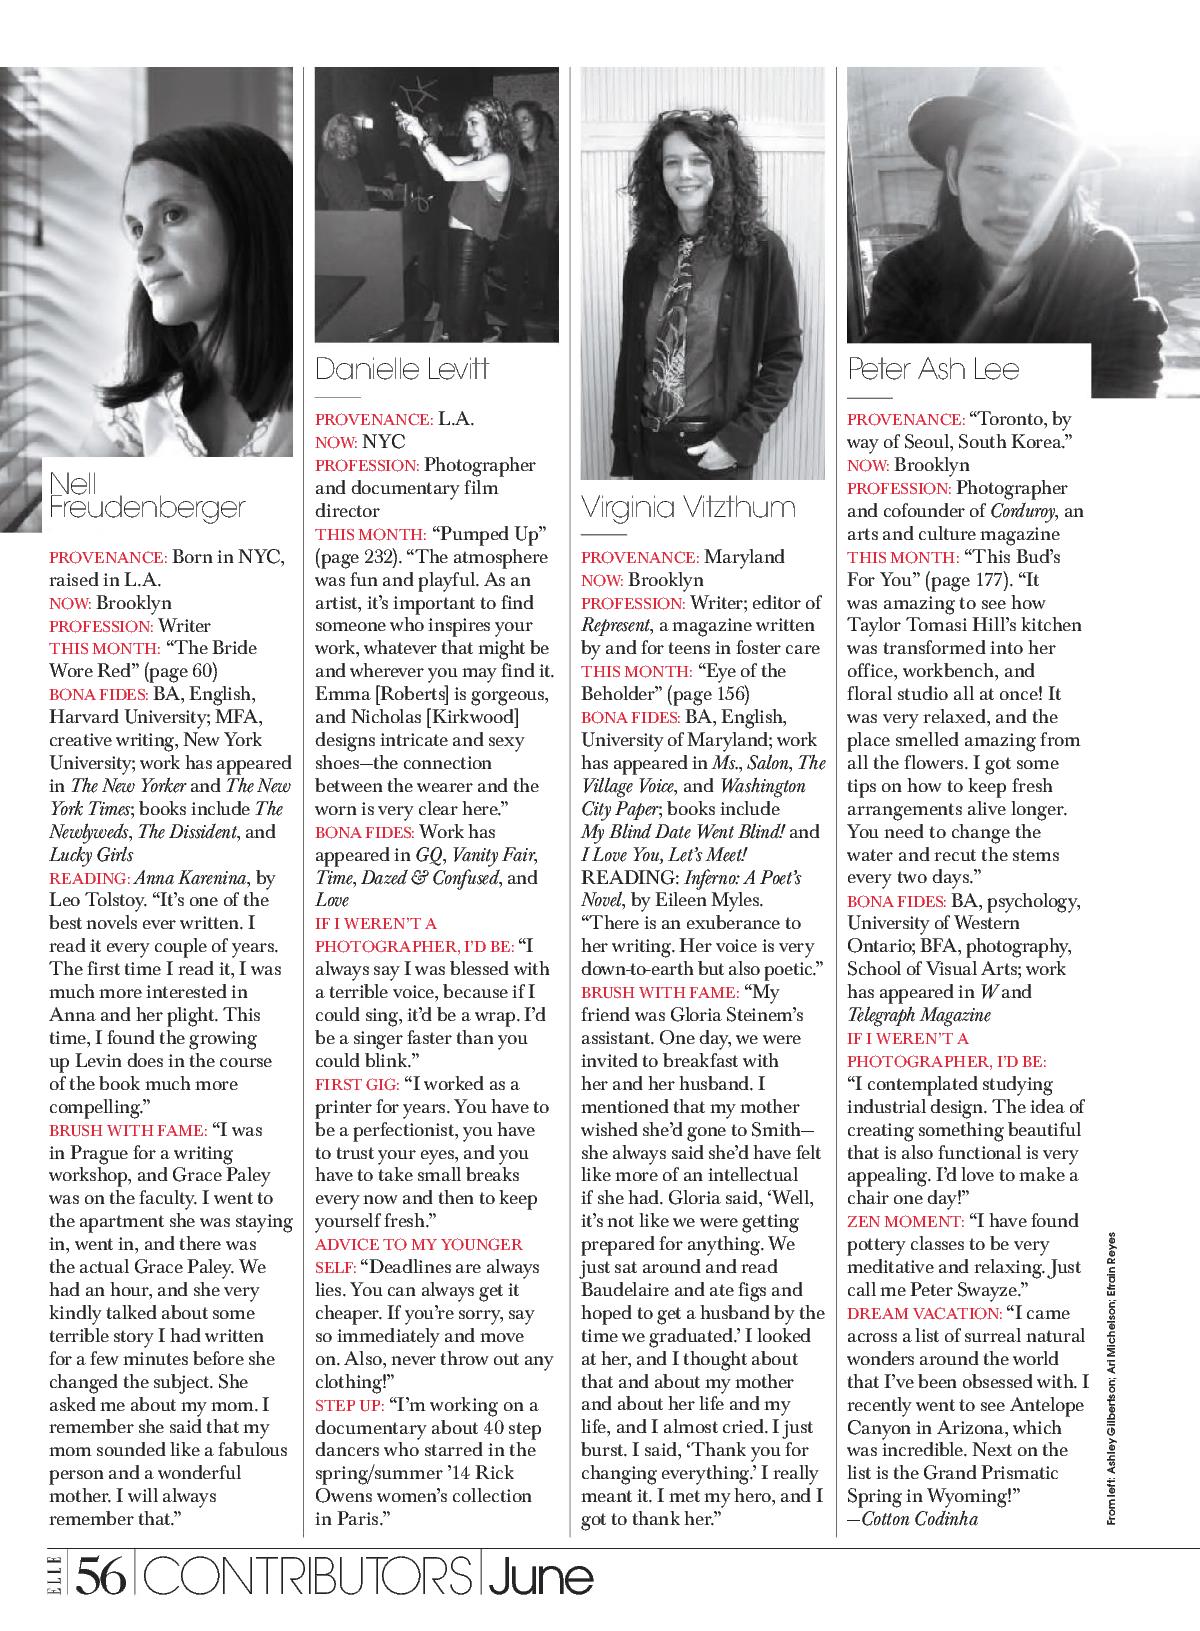 Nell
Freudenberger
PROVENANCE: Born in NYC,
raised in L.A.
NOW: Brooklyn
PROFESSION: Writer
THIS MONTH: “The Bride
Wore Red” (page 60)
BONA FIDES: BA, English,
Harvard University; MFA,
creative writing, New York
University; work has appeared
in The New Yorker and The New
York Times; books include The
Newlyweds, The Dissident, and
Lucky Girls
READING: Anna Karenina, by
Leo Tolstoy. “It’s one of the
best novels ever written. I
read it every couple of years.
The first time I read it, I was
much more interested in
Anna and her plight. This
time, I found the growing
up Levin does in the course
of the book much more
compelling.”
BRUSH WITH FAME: “I was
in Prague for a writing
workshop, and Grace Paley
was on the faculty. I went to
the apartment she was staying
in, went in, and there was
the actual Grace Paley. We
had an hour, and she very
kindly talked about some
terrible story I had written
for a few minutes before she
changed the subject. She
asked me about my mom. I
remember she said that my
mom sounded like a fabulous
person and a wonderful
mother. I will always
remember that.”
Danielle Levitt
PROVENANCE: L.A.
NOW: NYC
PROFESSION: Photographer
and documentary film
director
THIS MONTH: “Pumped Up”
(page 232). “The atmosphere
was fun and playful. As an
artist, it’s important to find
someone who inspires your
work, whatever that might be
and wherever you may find it.
Emma [Roberts] is gorgeous,
and Nicholas [Kirkwood]
designs intricate and sexy
shoes—the connection
between the wearer and the
worn is very clear here.”
BONA FIDES: Work has
appeared in GQ, Vanity Fair,
Time, Dazed & Confused, and
Love
IF I WEREN’T A
PHOTOGRAPHER, I’D BE: “I
always say I was blessed with
a terrible voice, because if I
could sing, it’d be a wrap. I’d
be a singer faster than you
could blink.”
FIRST GIG: “I worked as a
printer for years. You have to
be a perfectionist, you have
to trust your eyes, and you
have to take small breaks
every now and then to keep
yourself fresh.”
ADVICE TO MY YOUNGER
SELF: “Deadlines are always
lies. You can always get it
cheaper. If you’re sorry, say
so immediately and move
on. Also, never throw out any
clothing!”
STEP UP: “I’m working on a
documentary about 40 step
dancers who starred in the
spring/summer ’14 Rick
Owens women’s collection
in Paris.”
Virginia Vitzthum
PROVENANCE: Maryland
NOW: Brooklyn
PROFESSION: Writer; editor of
Represent, a magazine written
by and for teens in foster care
THIS MONTH: “Eye of the
Beholder” (page 156)
BONA FIDES: BA, English,
University of Maryland; work
has appeared in Ms., Salon, The
Village Voice, and Washington
City Paper; books include
My Blind Date Went Blind! and
I Love You, Let’s Meet!
READING: Inferno: A Poet’s
Novel, by Eileen Myles.
“There is an exuberance to
her writing. Her voice is very
down-to-earth but also poetic.”
BRUSH WITH FAME: “My
friend was Gloria Steinem’s
assistant. One day, we were
invited to breakfast with
her and her husband. I
mentioned that my mother
wished she’d gone to Smith—
she always said she’d have felt
like more of an intellectual
if she had. Gloria said, ‘Well,
it’s not like we were getting
prepared for anything. We
just sat around and read
Baudelaire and ate figs and
hoped to get a husband by the
time we graduated.’ I looked
at her, and I thought about
that and about my mother
and about her life and my
life, and I almost cried. I just
burst. I said, ‘Thank you for
changing everything.’ I really
meant it. I met my hero, and I
got to thank her.”
Peter Ash Lee
PROVENANCE: “Toronto, by
way of Seoul, South Korea.”
NOW: Brooklyn
PROFESSION: Photographer
and cofounder of Corduroy, an
arts and culture magazine
THIS MONTH: “This Bud’s
For You” (page 177). “It
was amazing to see how
Taylor Tomasi Hill’s kitchen
was transformed into her
office, workbench, and
floral studio all at once! It
was very relaxed, and the
place smelled amazing from
all the flowers. I got some
tips on how to keep fresh
arrangements alive longer.
You need to change the
water and recut the stems
every two days.”
BONA FIDES: BA, psychology,
University of Western
Ontario; BFA, photography,
School of Visual Arts; work
has appeared in W and
Telegraph Magazine
IF I WEREN’T A
PHOTOGRAPHER, I’D BE:
“I contemplated studying
industrial design. The idea of
creating something beautiful
that is also functional is very
appealing. I’d love to make a
chair one day!”
ZEN MOMENT: “I have found
pottery classes to be very
meditative and relaxing. Just
call me Peter Swayze.”
DREAM VACATION: “I came
across a list of surreal natural
wonders around the world
that I’ve been obsessed with. I
recently went to see Antelope
Canyon in Arizona, which
was incredible. Next on the
list is the Grand Prismatic
Spring in Wyoming!”
—Cotton Codinha
From left: Ashley Gilbertson; Ari Michelson; Efrain Reyes
ELLE 56 CONTRIBUTORS June